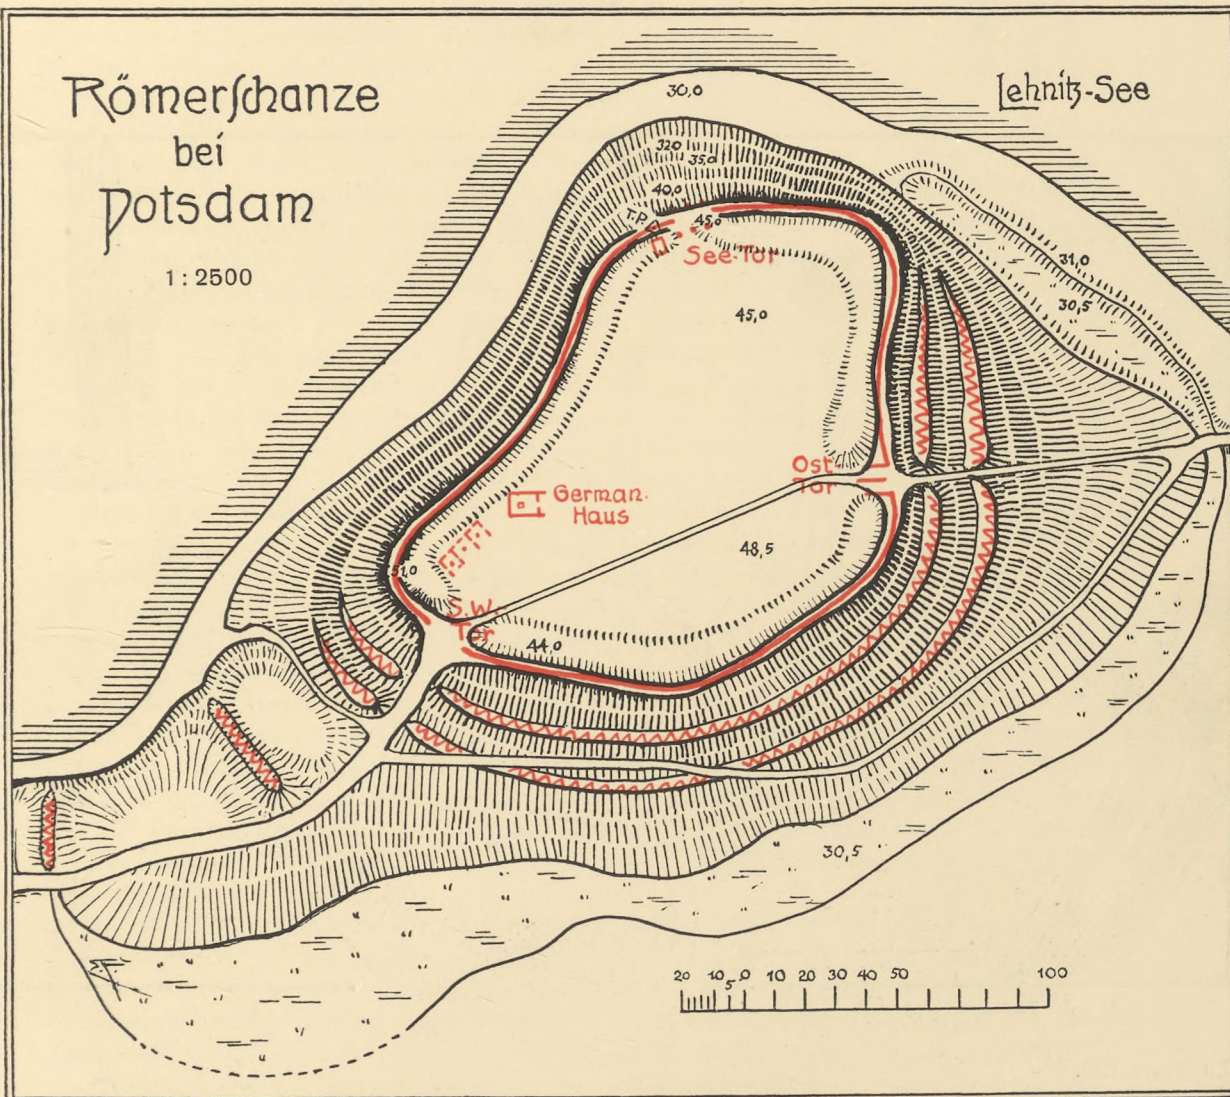 Römerschanze
bei
Potsdam
1:2500
Lehnitz-See
30,0
32,0
35,0
40,0
T.P.
45,0
See-Tor
31,0
30,5
45,0
Ost-
Tor
German.
Haus
48,5
51,0
S.W.-
Tor
44,0
30,5
20 10 5 0 10 20 30 40 50 100